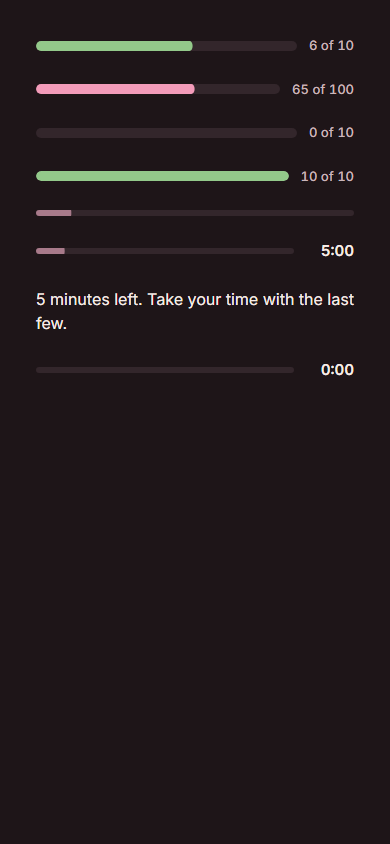 6 of 10
65 of 100
0 of 10
10 of 10
5:00
5 minutes left. Take your time with the last
few.
0:00